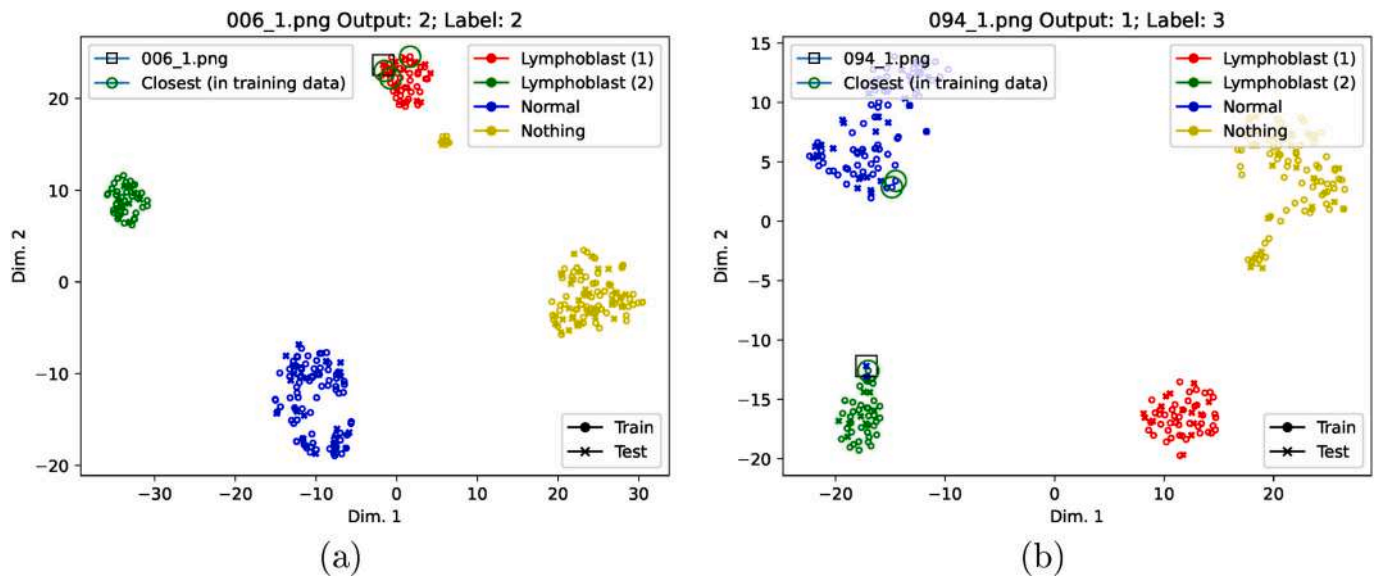 006_1.png Output: 2; Label: 2
006_1.png
Closest (in training data)
Lymphoblast (1)
Lymphoblast (2)
Normal
Nothing
Train
Test
20
10
0
−10
−20
Dim. 2
−30
−20
−10
0
10
20
30
Dim. 1
(a)
094_1.png Output: 1; Label: 3
094_1.png
Closest (in training data)
Lymphoblast (1)
Lymphoblast (2)
Normal
Nothing
Train
Test
15
10
5
0
−5
−10
−15
−20
Dim. 2
−20
−10
0
10
20
Dim. 1
(b)